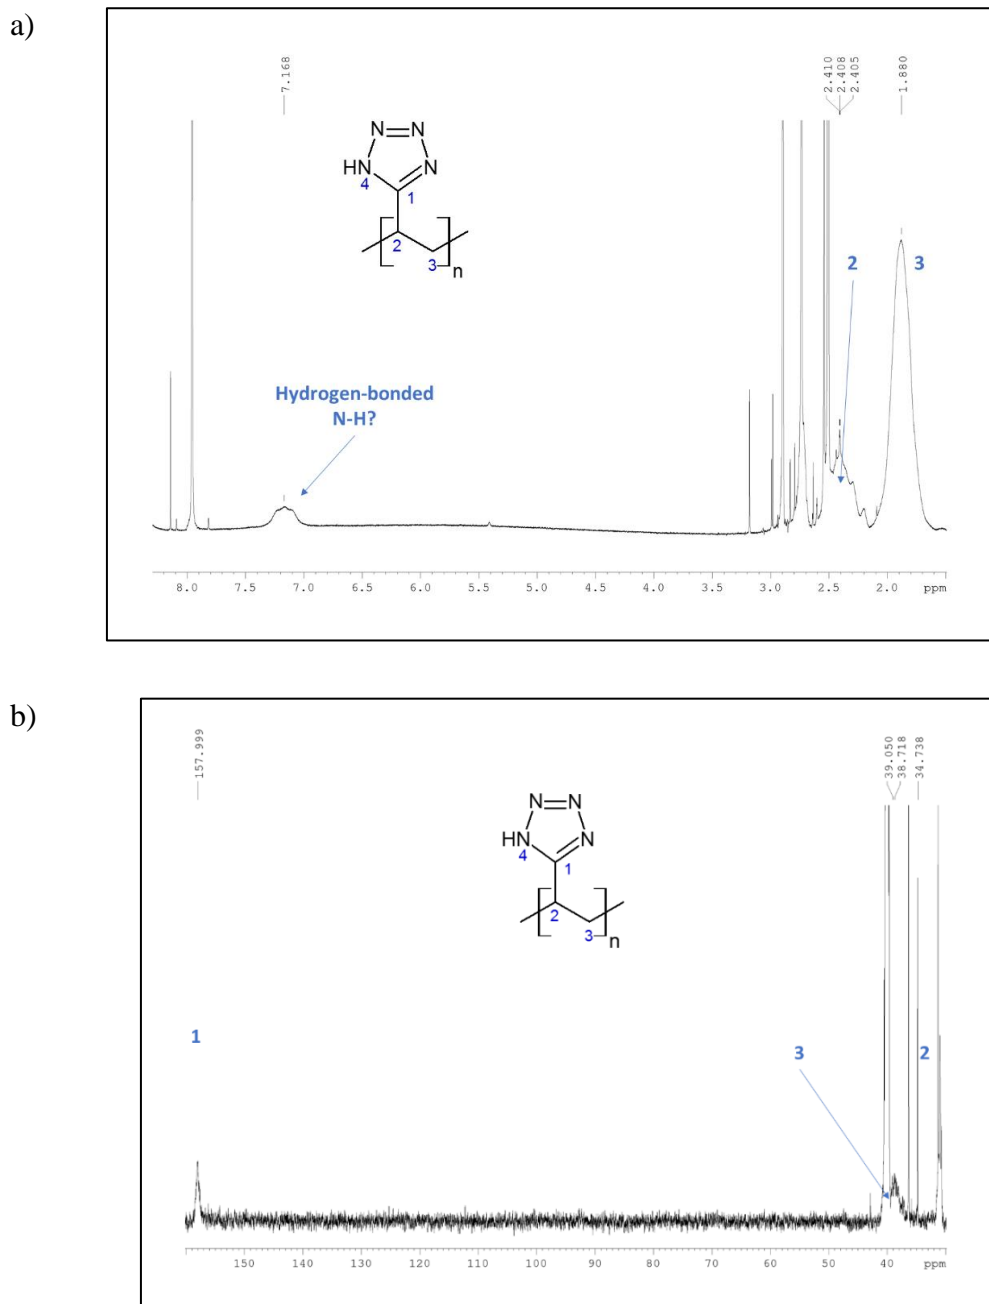 a)
7.168
2.410
2.408
2.405
1.880
N N
HN N
4
1
2
3
n
2 3
Hydrogen-bonded
N-H?
8.0 7.5 7.0 6.5 6.0 5.5 5.0 4.5 4.0 3.5 3.0 2.5 2.0 ppm
b)
157.999
39.050
38.718
34.738
N N
HN N
4
1
2
3
n
1
3 2
150 140 130 120 110 100 90 80 70 60 50 40 ppm